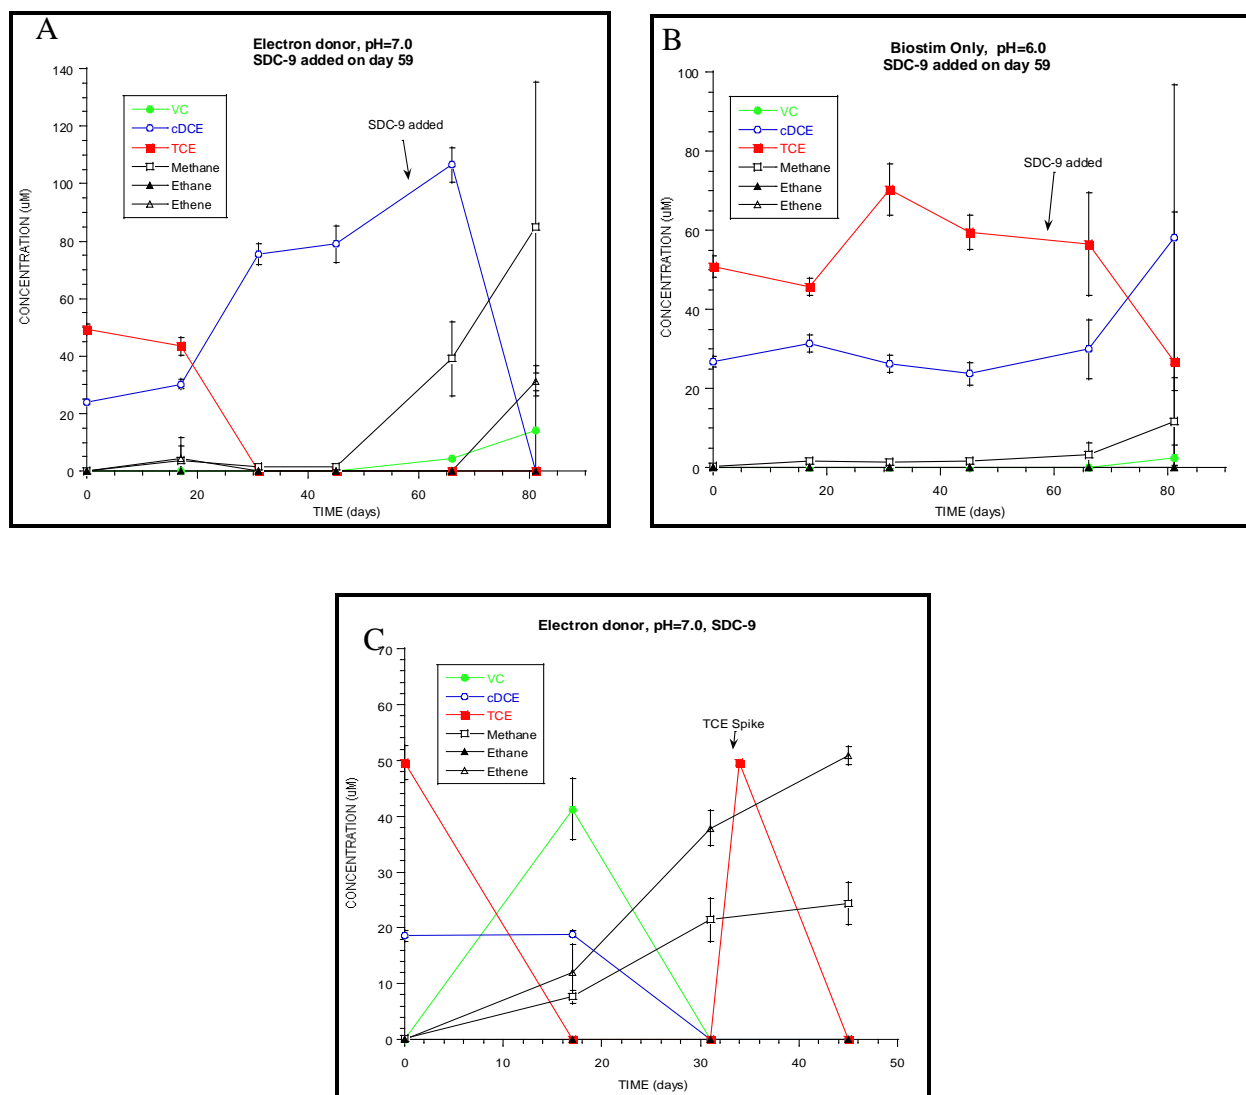 A
Electron donor, pH=7.0
SDC-9 added on day 59
140
120
100
80
60
40
20
0
CONCENTRATION (uM)
VC
cDCE
TCE
Methane
Ethane
Ethene
SDC-9 added
0
20
40
60
80
TIME (days)
B
Biostim Only, pH=6.0
SDC-9 added on day 59
100
80
60
40
20
0
CONCENTRATION (uM)
VC
cDCE
TCE
Methane
Ethane
Ethene
SDC-9 added
0
20
40
60
80
TIME (days)
C
Electron donor, pH=7.0, SDC-9
70
60
50
40
30
20
10
0
CONCENTRATION (uM)
VC
cDCE
TCE
Methane
Ethane
Ethene
TCE Spike
0
10
20
30
40
50
TIME (days)